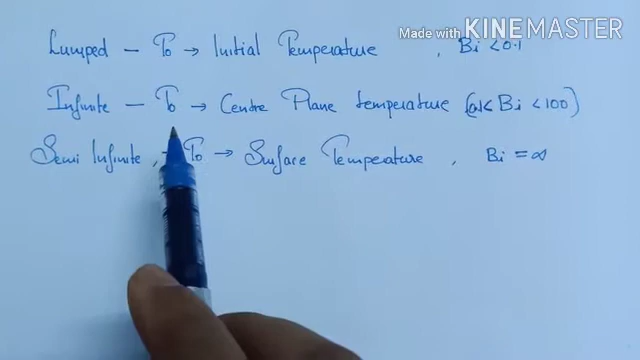 Made with KINEMASTER
Lumped - To → Initial Temperature , Bi < 0.1
Infinite - To → Centre Plane temperature (0.1< Bi < 100)
Semi Infinite , - To → Surface Temperature , Bi = ∞